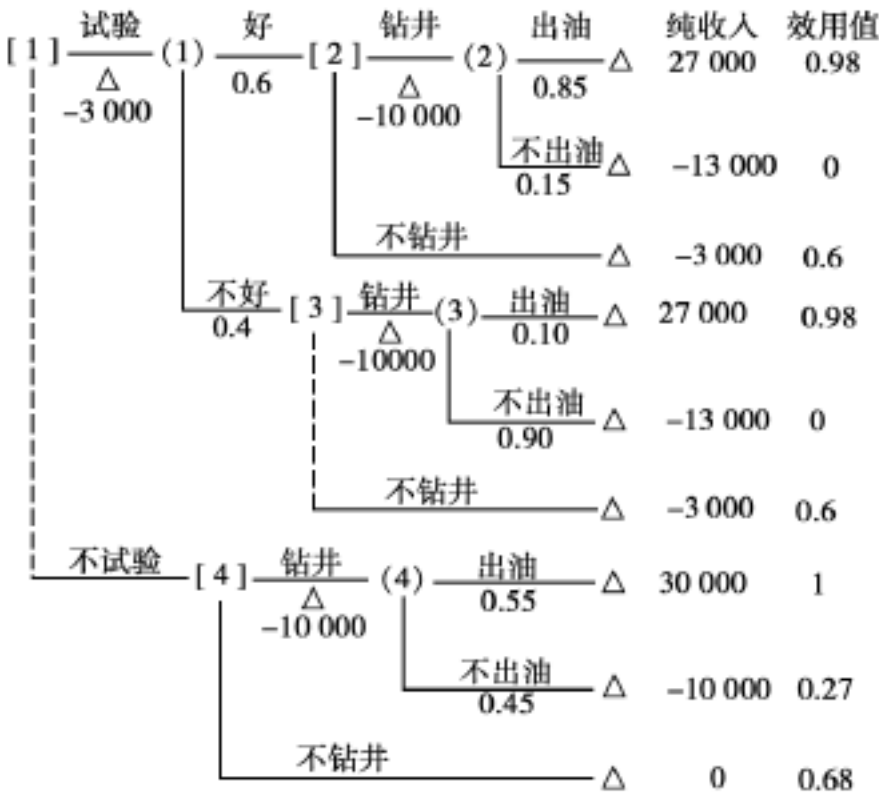 试验 好 钻井 出油 纯收入 效用值
[1] (1) [2] (2) △ 27 000 0.98
△ 0.6 △ 0.85
-3 000 -10 000
不出油 △ -13 000 0
0.15
不钻井 △ -3 000 0.6
不好 [3] 钻井 (3) 出油 △ 27 000 0.98
0.4 △ 0.10
-10000
不出油 △ -13 000 0
0.90
不钻井 △ -3 000 0.6
不试验 [4] 钻井 (4) 出油 △ 30 000 1
△ 0.55
-10 000
不出油 △ -10 000 0.27
0.45
不钻井 △ 0 0.68